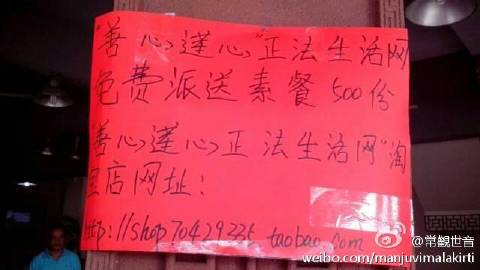 "善心莲心"正法生活网
免费派送素餐500份
"善心莲心正法生活网"淘
宝店网址：
http://shop70429226.taobao.com
@常觀世音
weibo.com/manjuvimalakirti